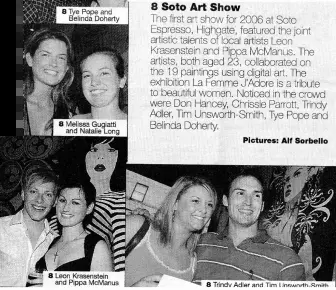 8 Tye Pope and
Belinda Doherty
8 Soto Art Show
The first art show for 2006 at Soto
Espresso, Highgate, featured the joint
artistic talents of local artists Leon
Krasenstein and Pippa McManus. The
artists, both aged 23, collaborated on
the 19 paintings using digital art. The
exhibition La Femme J'Adore is a tribute
to beautiful women. Noticed in the crowd
were Don Hancey, Chrissie Parrott, Trindy
Adler, Tim Unsworth-Smith, Tye Pope and
Belinda Doherty.
Pictures: Alf Sorbello
8 Melissa Gugiatti
and Natalie Long
8 Leon Krasenstein
and Pippa McManus
8 Trindy Adler and Tim Unsworth-Smith